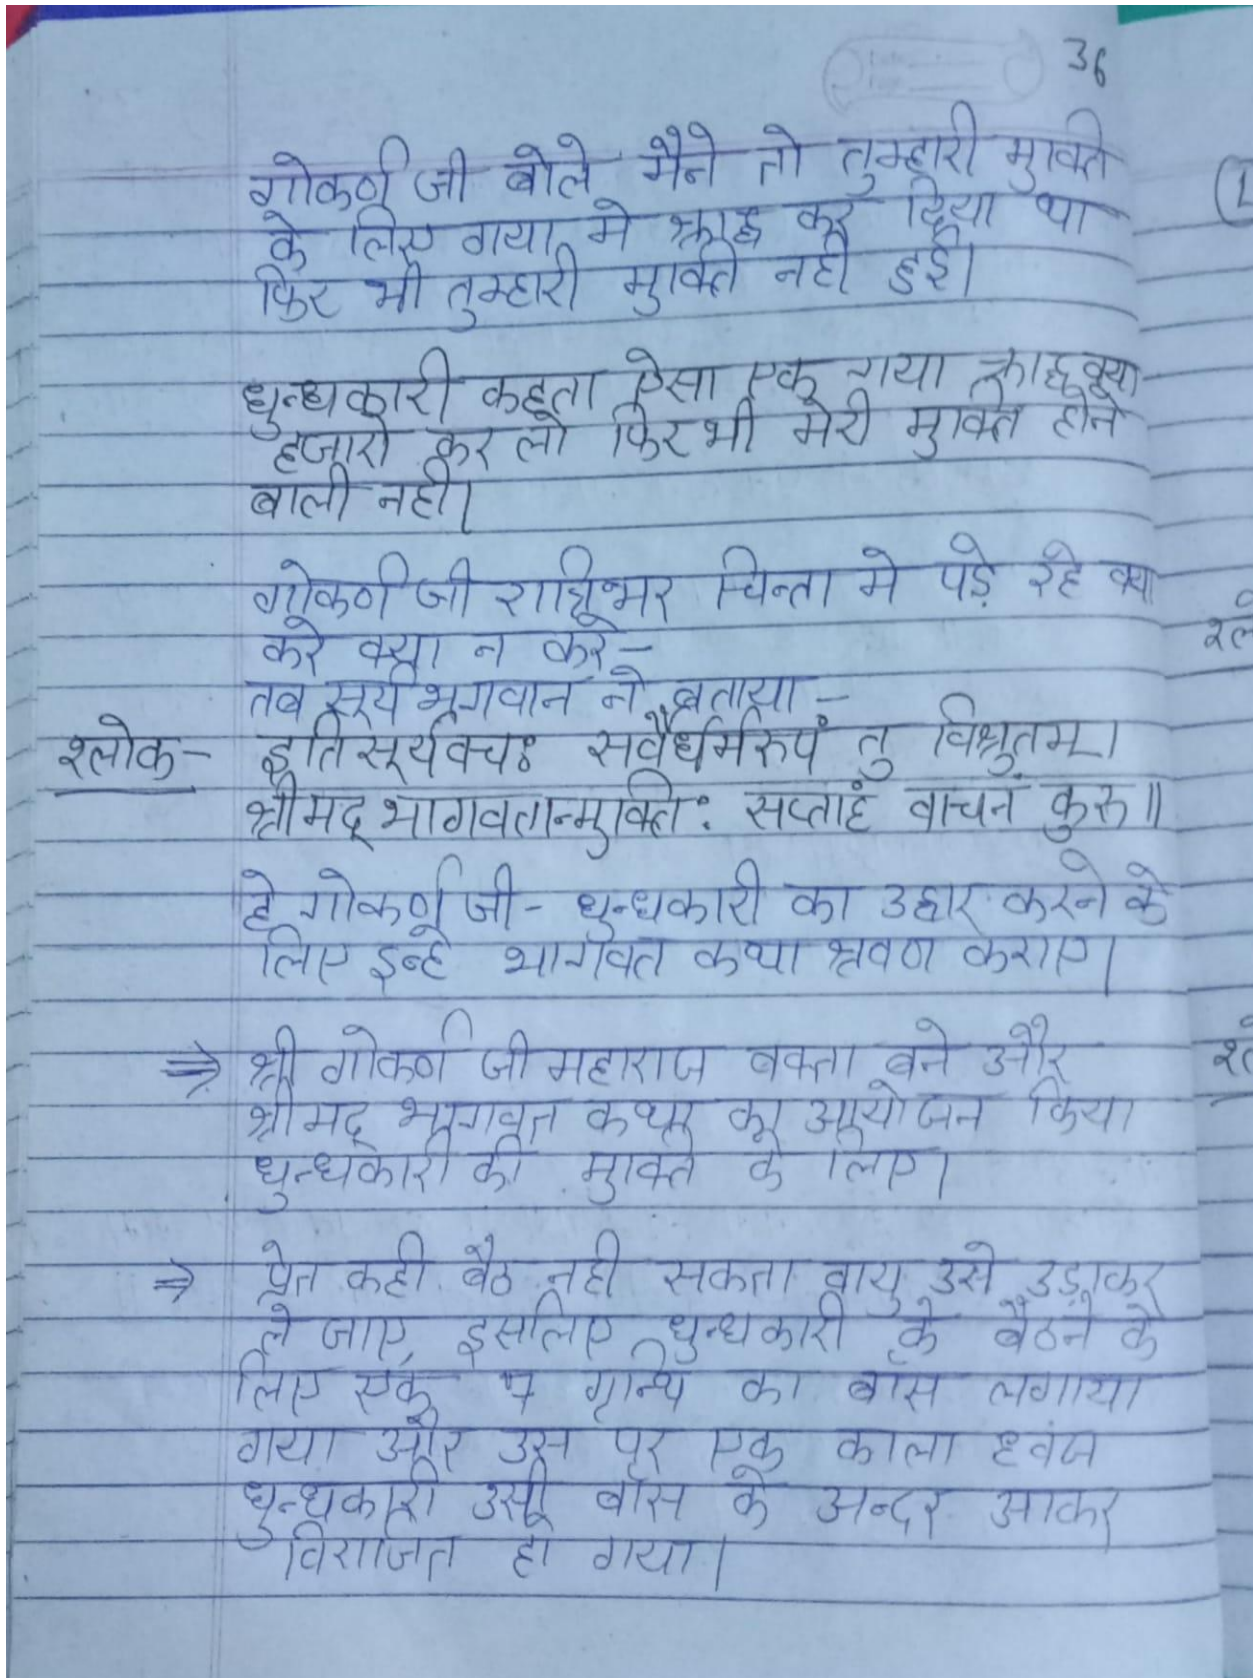 36
गोकर्ण जी बोले मैने तो तुम्हारी मुक्ति
के लिए गया मे श्राद्ध कर दिया था
फिर भी तुम्हारी मुक्ति नही हुई।
धुन्धकारी कहता ऐसा एक गया श्राद्ध क्या
हजारो कर लो फिर भी मेरी मुक्ति होने
बाली नही।
गोकर्ण जी रात्रिभर चिन्ता मे पड़े रहे क्या
करे क्या न करे-
तब सूर्य भगवान ने बताया-
श्लोक- इति सूर्यवचः सर्वैर्धर्मरुपं तु विश्रुतम्।
श्रीमद् भागवतान्मुक्ति: सप्ताहं वाचनं कुरु॥
हे गोकर्ण जी- धुन्धकारी का उद्धार करने के
लिए इन्हे भागवत कथा श्रवण कराए।
⇒ श्री गोकर्ण जी महाराज बक्ता बने और
श्रीमद् भागवत कथा का आयोजन किया
धुन्धकारी की मुक्ति के लिए।
⇒ प्रेत कही बैठ नही सकता वायु उसे उड़ाकर
ले जाए, इसलिए धुन्धकारी के बैठने के
लिए एक 7 ग्रन्थि का बास लगाया
गया और उस पर एक काला ध्वज
धुन्धकारी उसी बाँस के अन्दर आकर
विराजित हो गया।